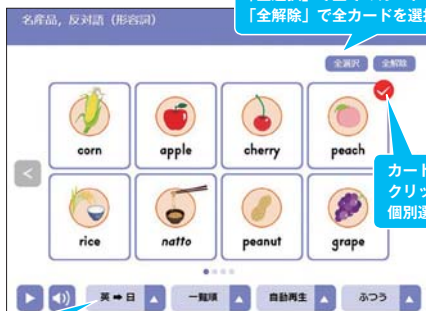 名産品，反対語（形容詞）
「全解除」で全カードを選択
全選択 全解除
corn apple cherry peach
カード
クリッ
個別選
rice natto peanut grape
英➡日 一覧順 自動再生 ふつう